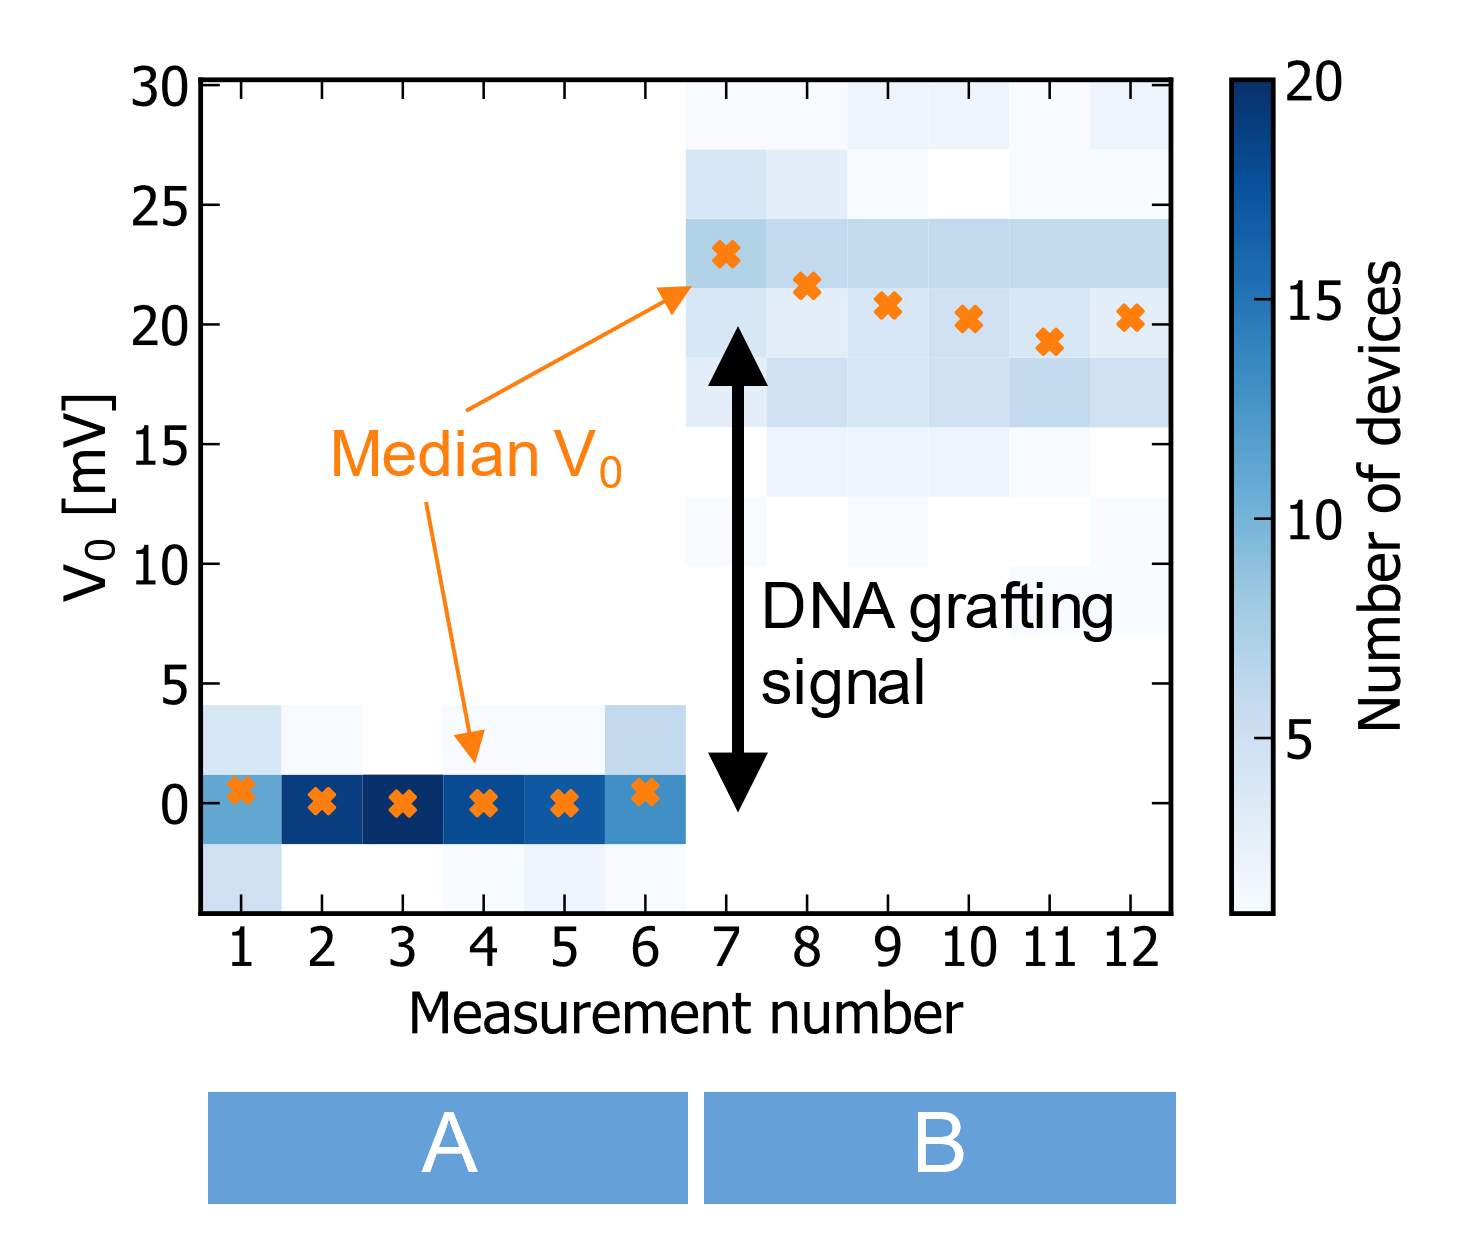 30
25
20
15
10
5
0
V0 [mV]
Median V0
DNA grafting
signal
1 2 3 4 5 6 7 8 9 10 11 12
Measurement number
20
15
10
5
Number of devices
A B